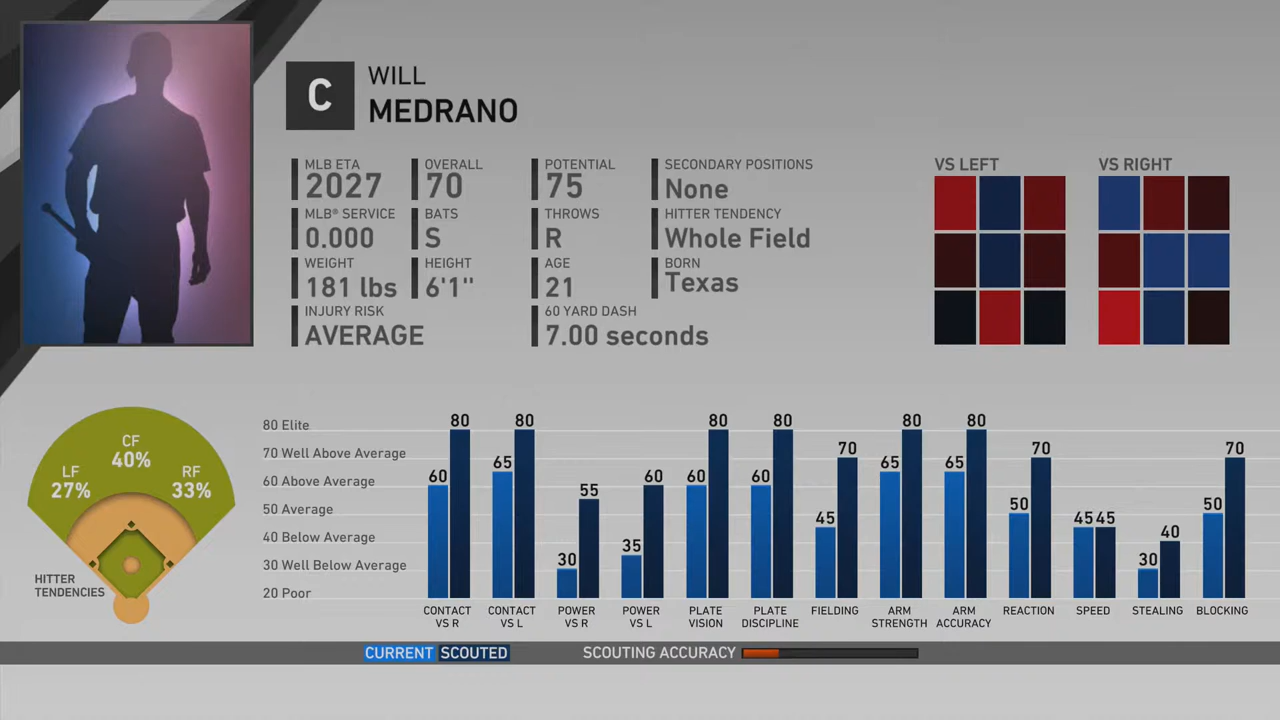 C
WILL
MEDRANO
MLB ETA
2027
OVERALL
70
POTENTIAL
75
SECONDARY POSITIONS
None
MLB® SERVICE
0.000
BATS
S
THROWS
R
HITTER TENDENCY
Whole Field
WEIGHT
181 lbs
HEIGHT
6'1"
AGE
21
BORN
Texas
INJURY RISK
AVERAGE
60 YARD DASH
7.00 seconds
VS LEFT
VS RIGHT
CF
40%
LF
27%
RF
33%
HITTER
TENDENCIES
80 Elite
70 Well Above Average
60 Above Average
50 Average
40 Below Average
30 Well Below Average
20 Poor
60 80
65 80
30 55
35 60
60 80
60 80
45 70
65 80
65 80
50 70
45 45
30 40
50 70
CONTACT
VS R
CONTACT
VS L
POWER
VS R
POWER
VS L
PLATE
VISION
PLATE
DISCIPLINE
FIELDING
ARM
STRENGTH
ARM
ACCURACY
REACTION
SPEED
STEALING
BLOCKING
CURRENT SCOUTED
SCOUTING ACCURACY